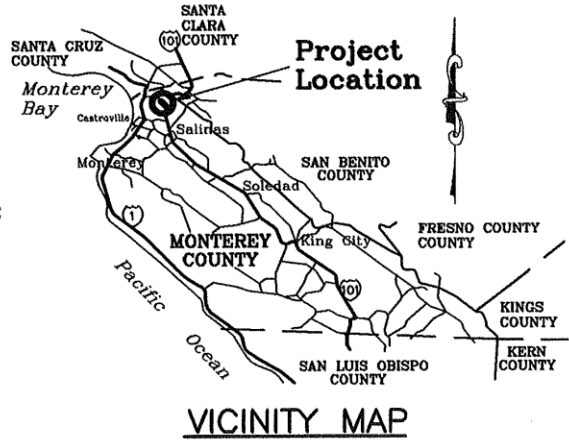 SANTA
CLARA
COUNTY
101
SANTA CRUZ
COUNTY
Project
Location
Monterey
Bay
Castroville
Salinas
Monterey
SAN BENITO
COUNTY
Soledad
1
FRESNO COUNTY
COUNTY
MONTEREY
COUNTY
King City
101
Pacific
Ocean
KINGS
COUNTY
KERN
COUNTY
SAN LUIS OBISPO
COUNTY
VICINITY MAP